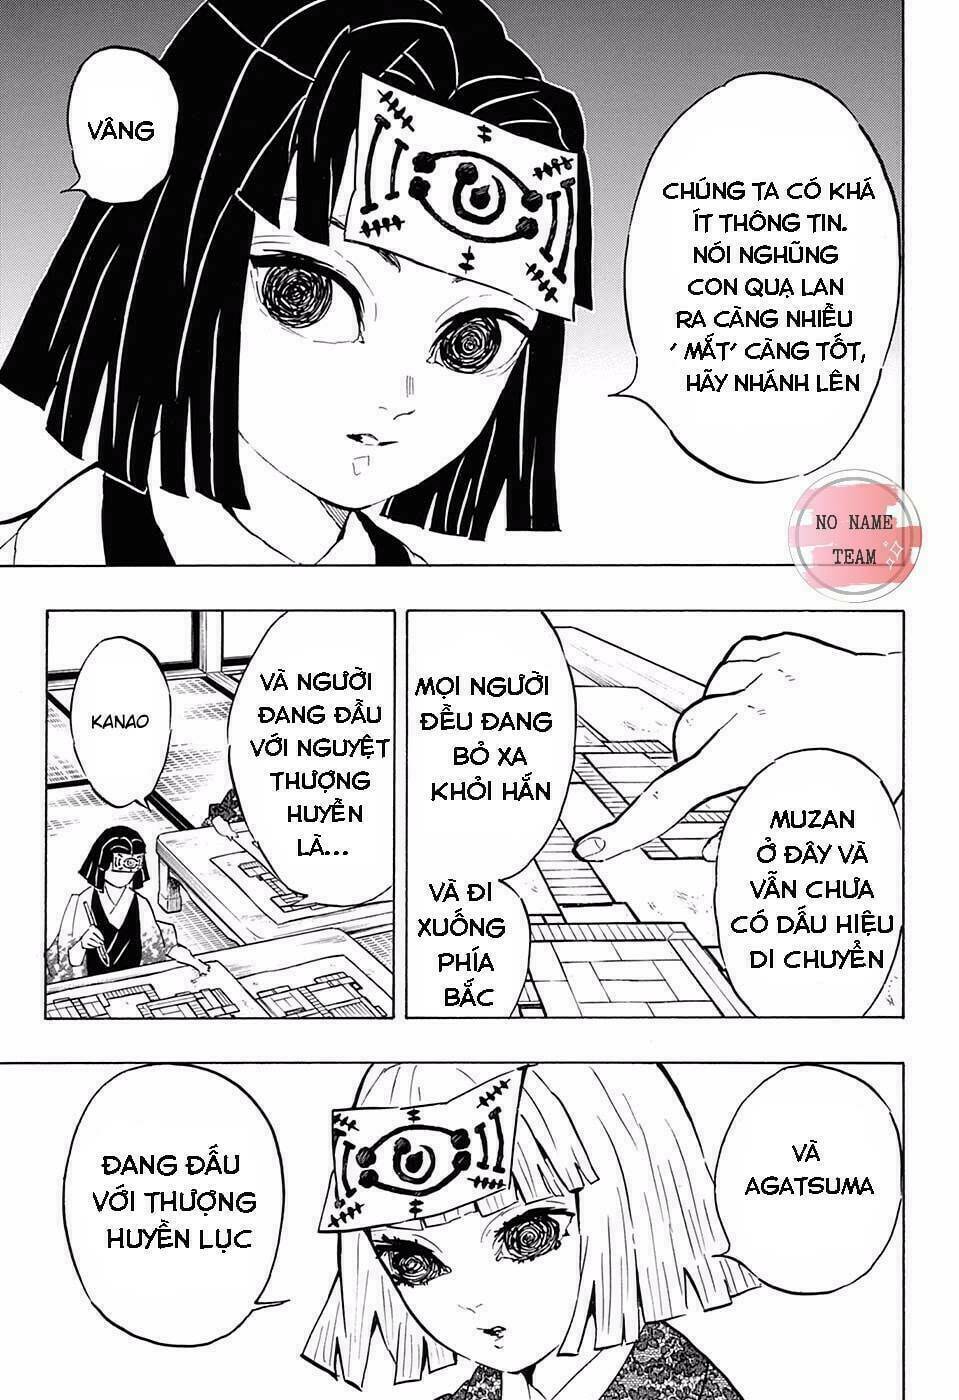 CHÚNG TA CÓ KHÁ
ÍT THÔNG TIN.
NÓI NGHŨNG
CON QUẠ LAN
RA CÀNG NHIỀU
' MẮT' CÀNG TỐT,
HÃY NHÁNH LÊN
VÂNG
NO NAME
TEAM
MUZAN
Ở ĐÂY VÀ
VẪN CHƯA
CÓ DẤU HIỆU
DI CHUYỂN
MỌI NGƯỜI
ĐỀU ĐANG
BỎ XA
KHỎI HẮN
VÀ ĐI
XUỐNG
PHÍA
BẮC
VÀ NGƯỜI
ĐANG ĐẤU
VỚI NGUYỆT
THƯỢNG
HUYỀN
LÀ...
KANAO
VÀ
AGATSUMA
ĐANG ĐẤU
VỚI THƯỢNG
HUYỀN LỤC